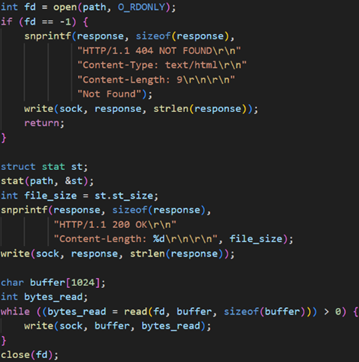 int fd = open(path, O_RDONLY);
if (fd == -1) {
snprintf(response, sizeof(response),
"HTTP/1.1 404 NOT FOUND\r\n"
"Content-Type: text/html\r\n"
"Content-Length: 9\r\n\r\n"
"Not Found");
write(sock, response, strlen(response));
return;
}
struct stat st;
stat(path, &st);
int file_size = st.st_size;
snprintf(response, sizeof(response),
"HTTP/1.1 200 OK\r\n"
"Content-Length: %d\r\n\r\n", file_size);
write(sock, response, strlen(response));
char buffer[1024];
int bytes_read;
while ((bytes_read = read(fd, buffer, sizeof(buffer))) > 0) {
write(sock, buffer, bytes_read);
}
close(fd);